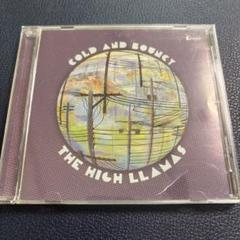 COLD AND BOUNCY
THE HIGH LLAMAS